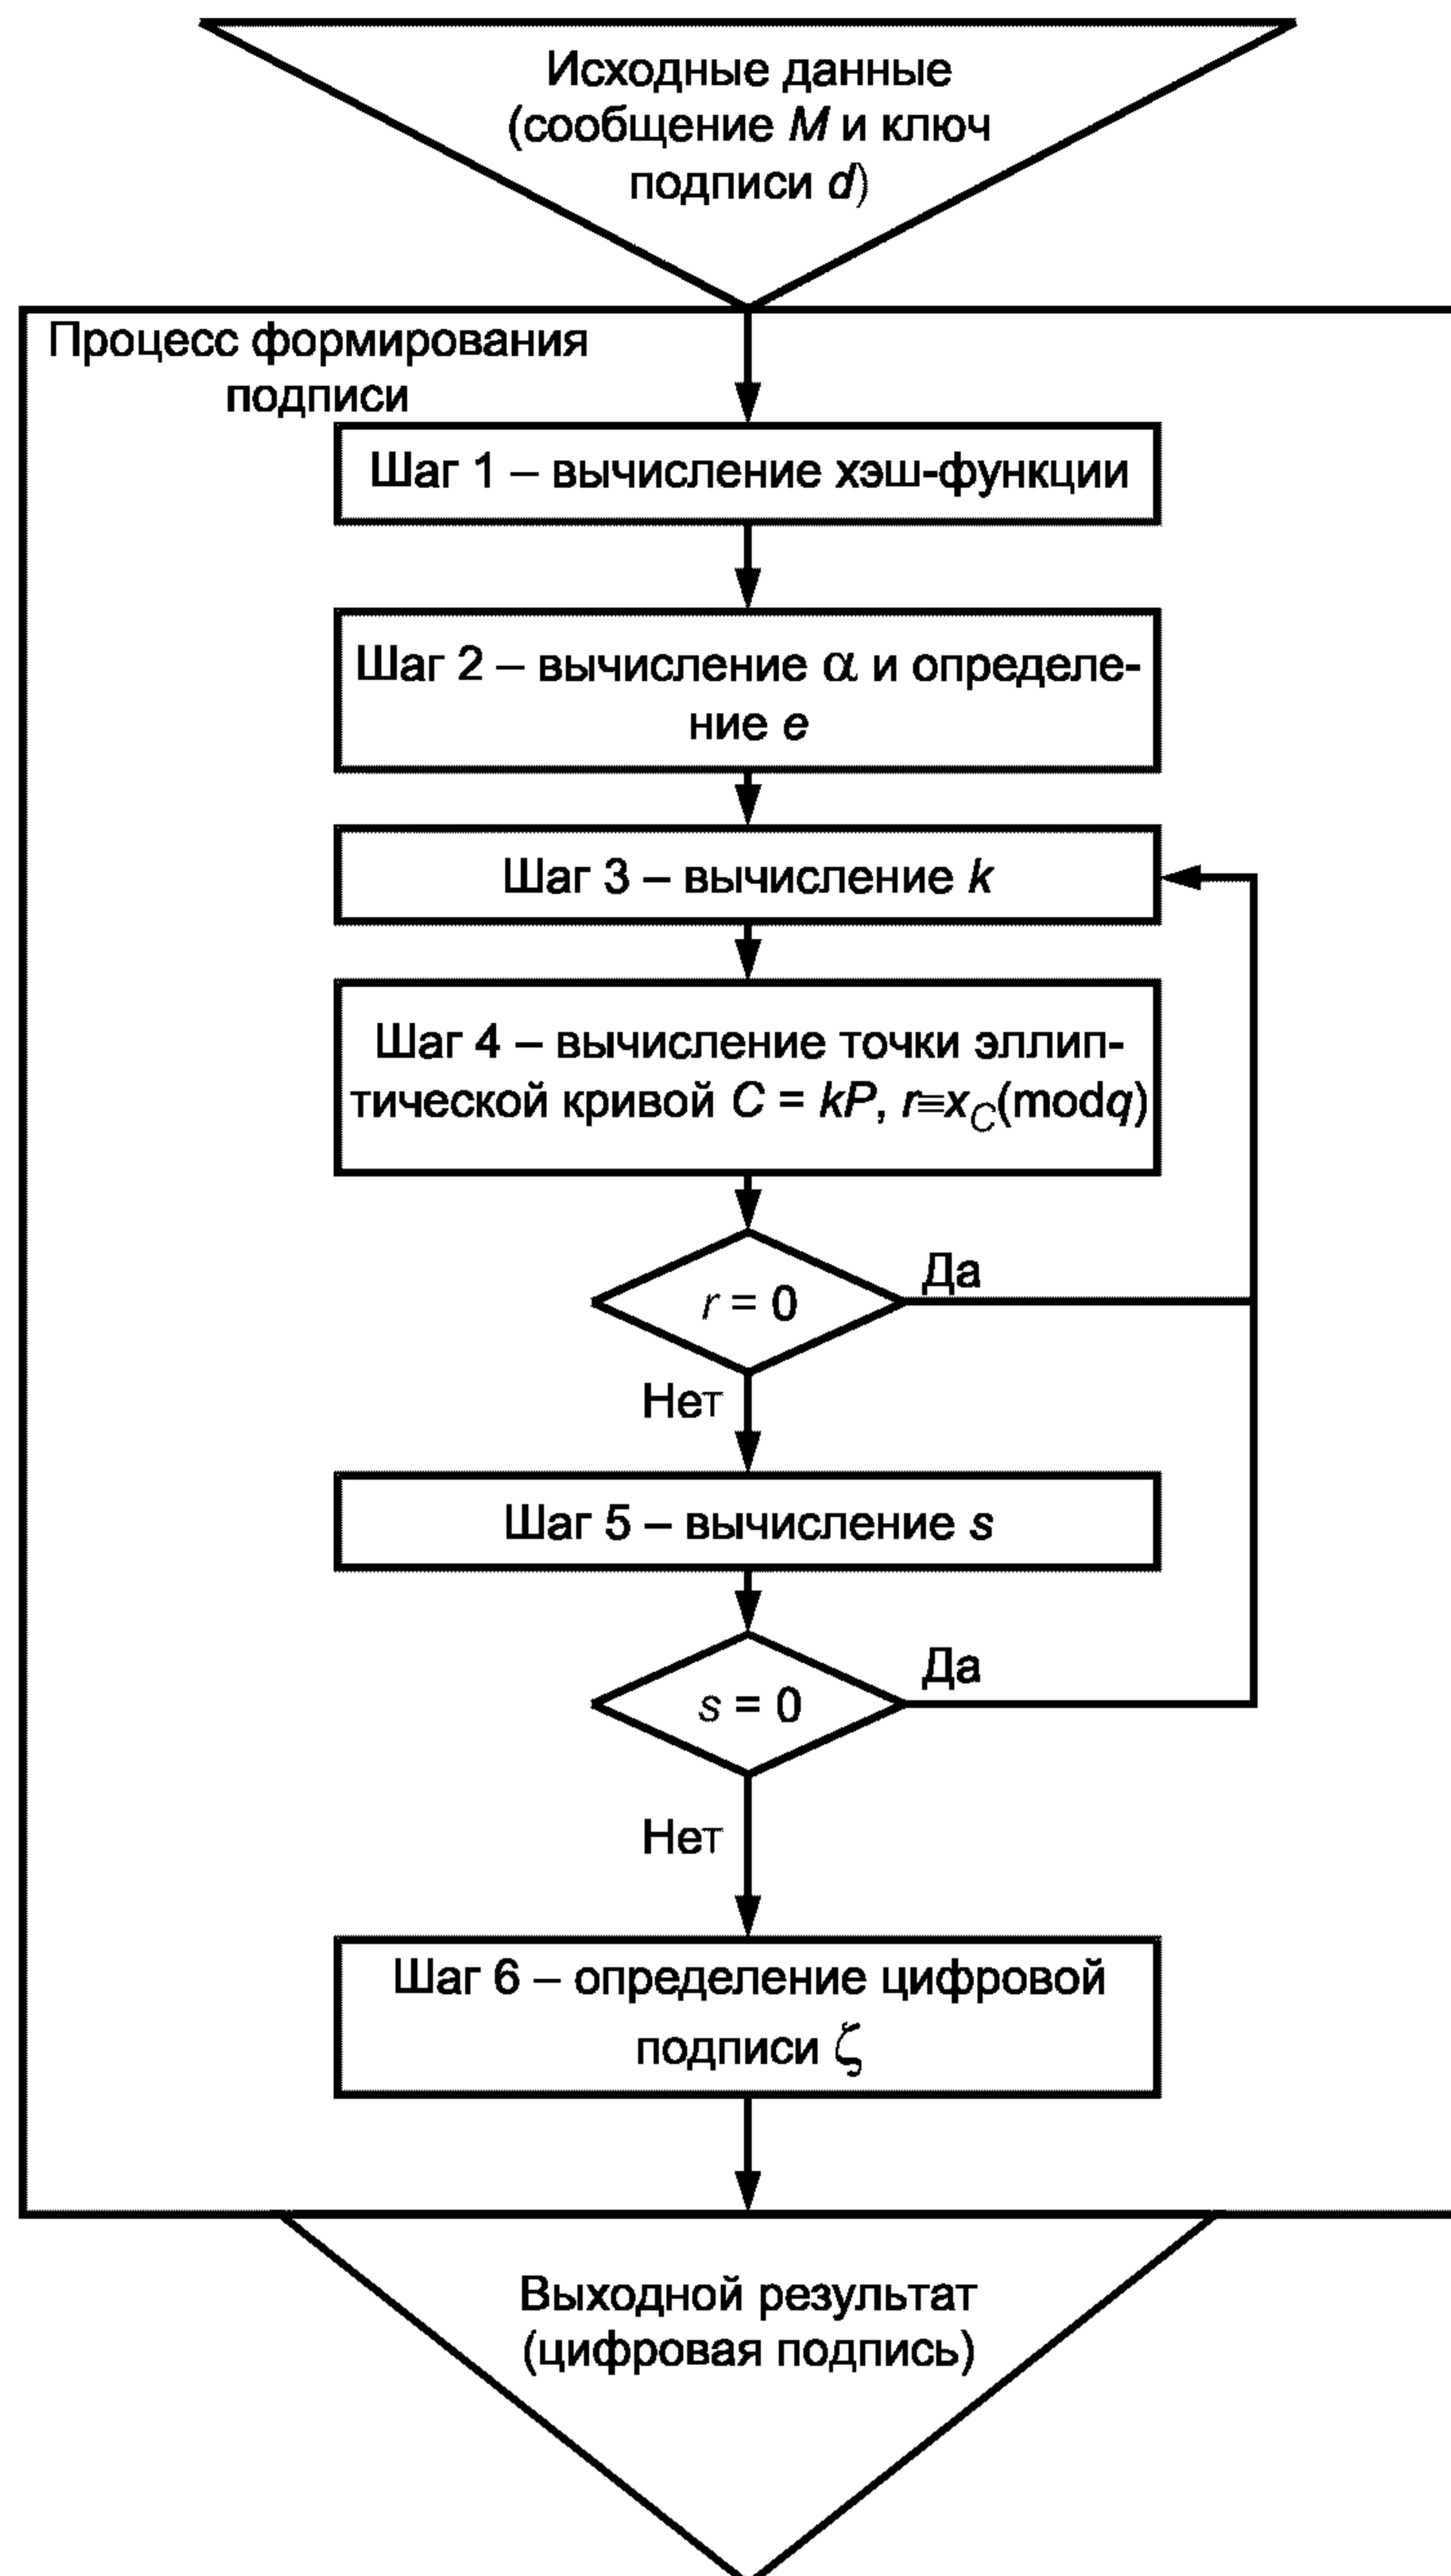 Исходные данные
(сообщение M и ключ
подписи d)
Процесс формирования
подписи
Шаг 1 – вычисление хэш-функции
Шаг 2 – вычисление α и определе-
ние e
Шаг 3 – вычисление k
Шаг 4 – вычисление точки эллип-
тической кривой C = kP, r≡x_C(modq)
r = 0
Да
Нет
Шаг 5 – вычисление s
s = 0
Да
Нет
Шаг 6 – определение цифровой
подписи ζ
Выходной результат
(цифровая подпись)